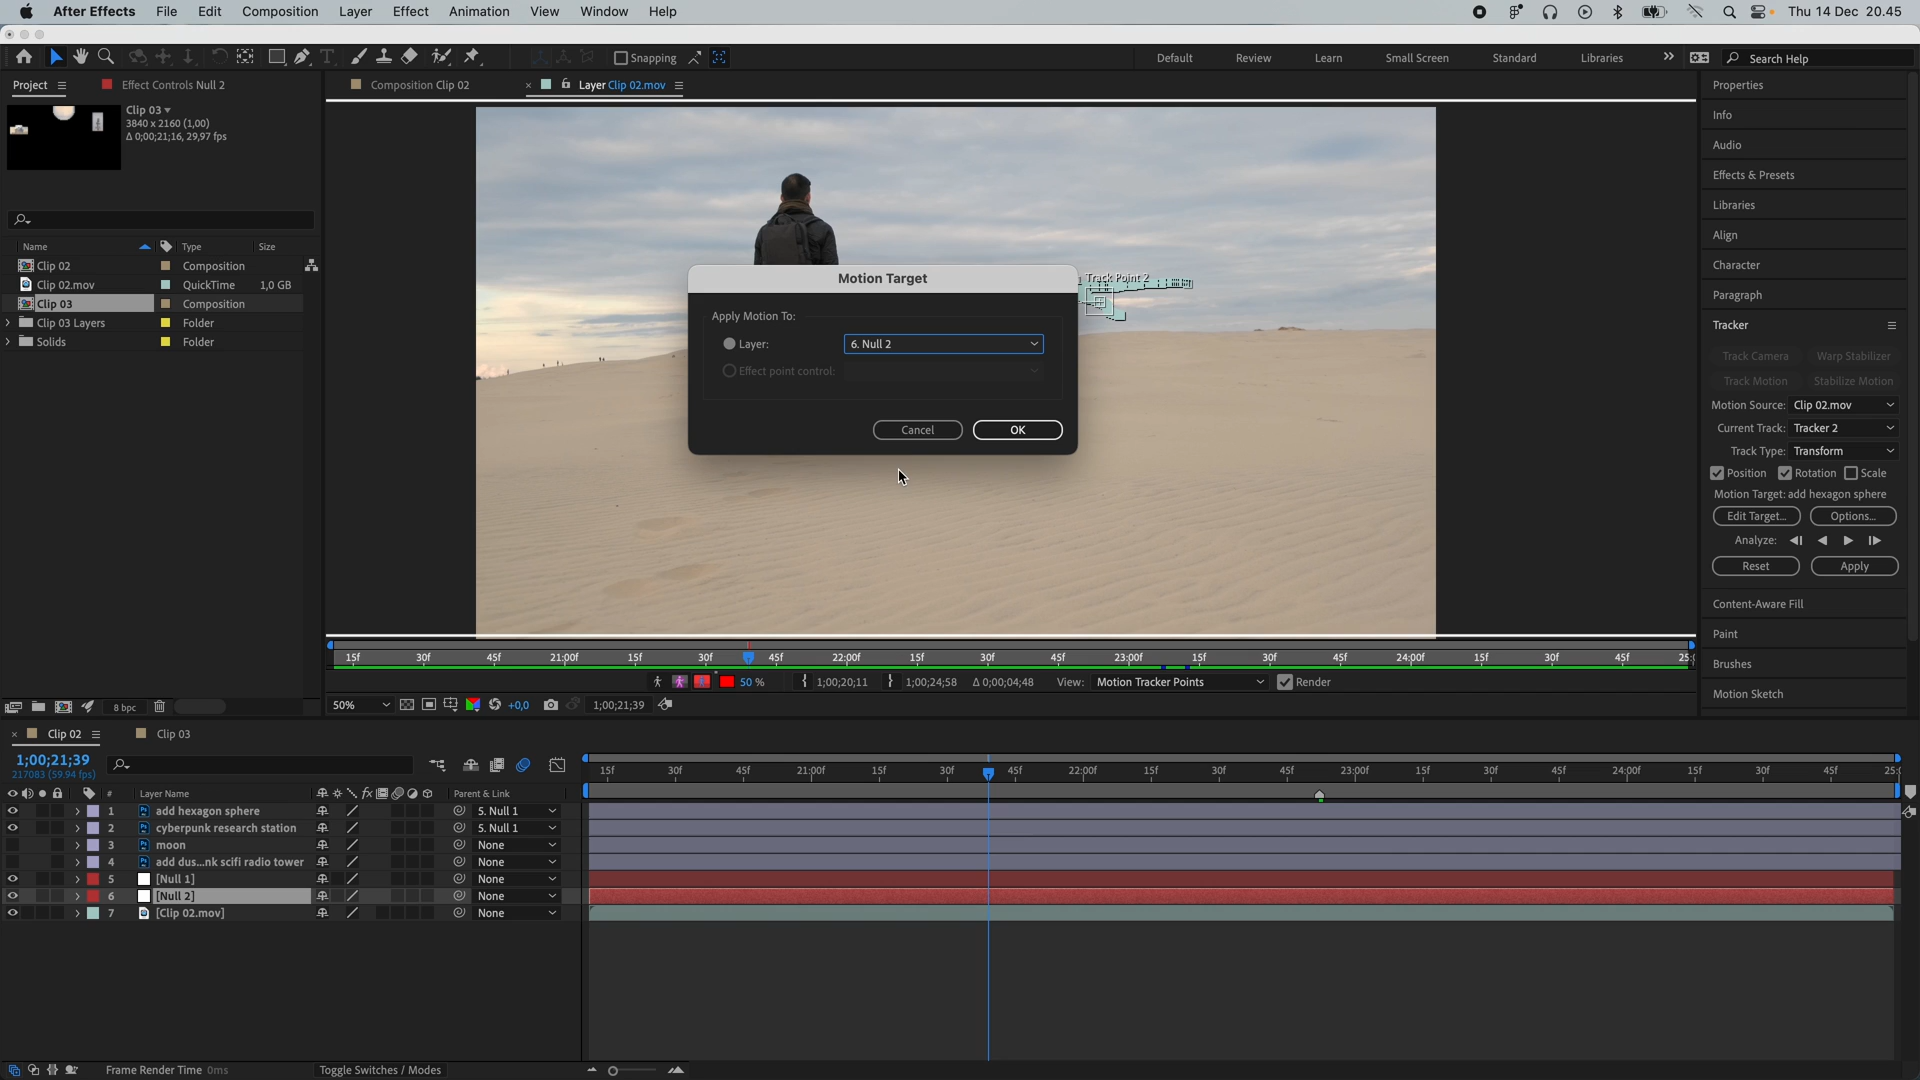 After Effects File Edit Composition Layer Effect Animation View Window Help Thu 14 Dec 20.45
Snapping Default Review Learn Small Screen Standard Libraries Search Help
Project Effect Controls Null 2 Composition Clip 02 × Layer Clip 02.mov
Clip 03
3840 x 2160 (1,00)
Δ 0;00;21;16, 29,97 fps
Name Type Size
Clip 02 Composition
Clip 02.mov QuickTime 1,0 GB
Clip 03 Composition
Clip 03 Layers Folder
Solids Folder
8 bpc
Track Point 2
Motion Target
Apply Motion To:
Layer: 6. Null 2
Effect point control:
Cancel OK
15f 30f 45f 21:00f 15f 30f 45f 22:00f 15f 30f 45f 23:00f 15f 30f 45f 24:00f 15f 30f 45f
50 % 1;00;20;11 1;00;24;58 Δ 0;00;04;48 View: Motion Tracker Points Render
50% +0,0 1;00;21;39
Properties
Info
Audio
Effects & Presets
Libraries
Align
Character
Paragraph
Tracker
Track Camera Warp Stabilizer
Track Motion Stabilize Motion
Motion Source: Clip 02.mov
Current Track: Tracker 2
Track Type: Transform
Position Rotation Scale
Motion Target: add hexagon sphere
Edit Target... Options...
Analyze:
Reset Apply
Content-Aware Fill
Paint
Brushes
Motion Sketch
× Clip 02 Clip 03
1;00;21;39
217083 (59.94 fps)
15f 30f 45f 21:00f 15f 30f 45f 22:00f 15f 30f 45f 23:00f 15f 30f 45f 24:00f 15f 30f 45f
# Layer Name fx Parent & Link
1 add hexagon sphere 5. Null 1
2 cyberpunk research station 5. Null 1
3 moon None
4 add dus...nk scifi radio tower None
5 [Null 1] None
6 [Null 2] None
7 [Clip 02.mov] None
Frame Render Time 0ms Toggle Switches / Modes